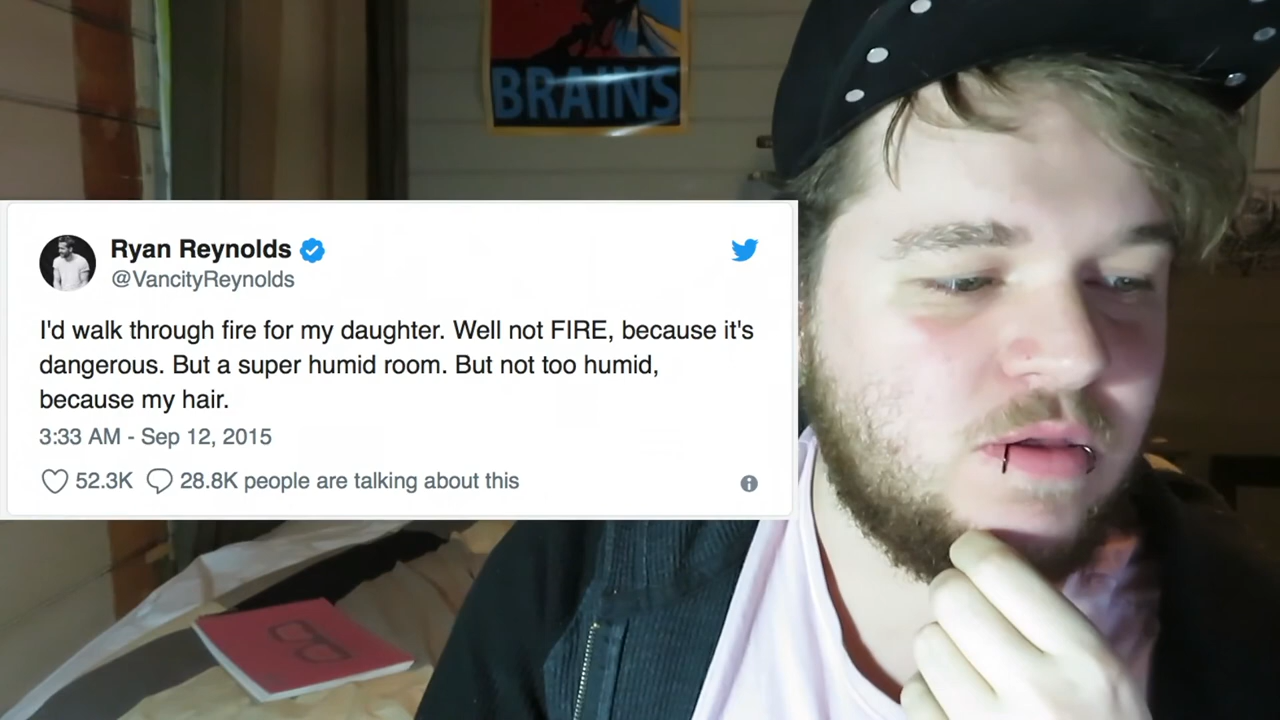 BRAINS
Ryan Reynolds
@VancityReynolds
I'd walk through fire for my daughter. Well not FIRE, because it's
dangerous. But a super humid room. But not too humid,
because my hair.
3:33 AM - Sep 12, 2015
52.3K 28.8K people are talking about this